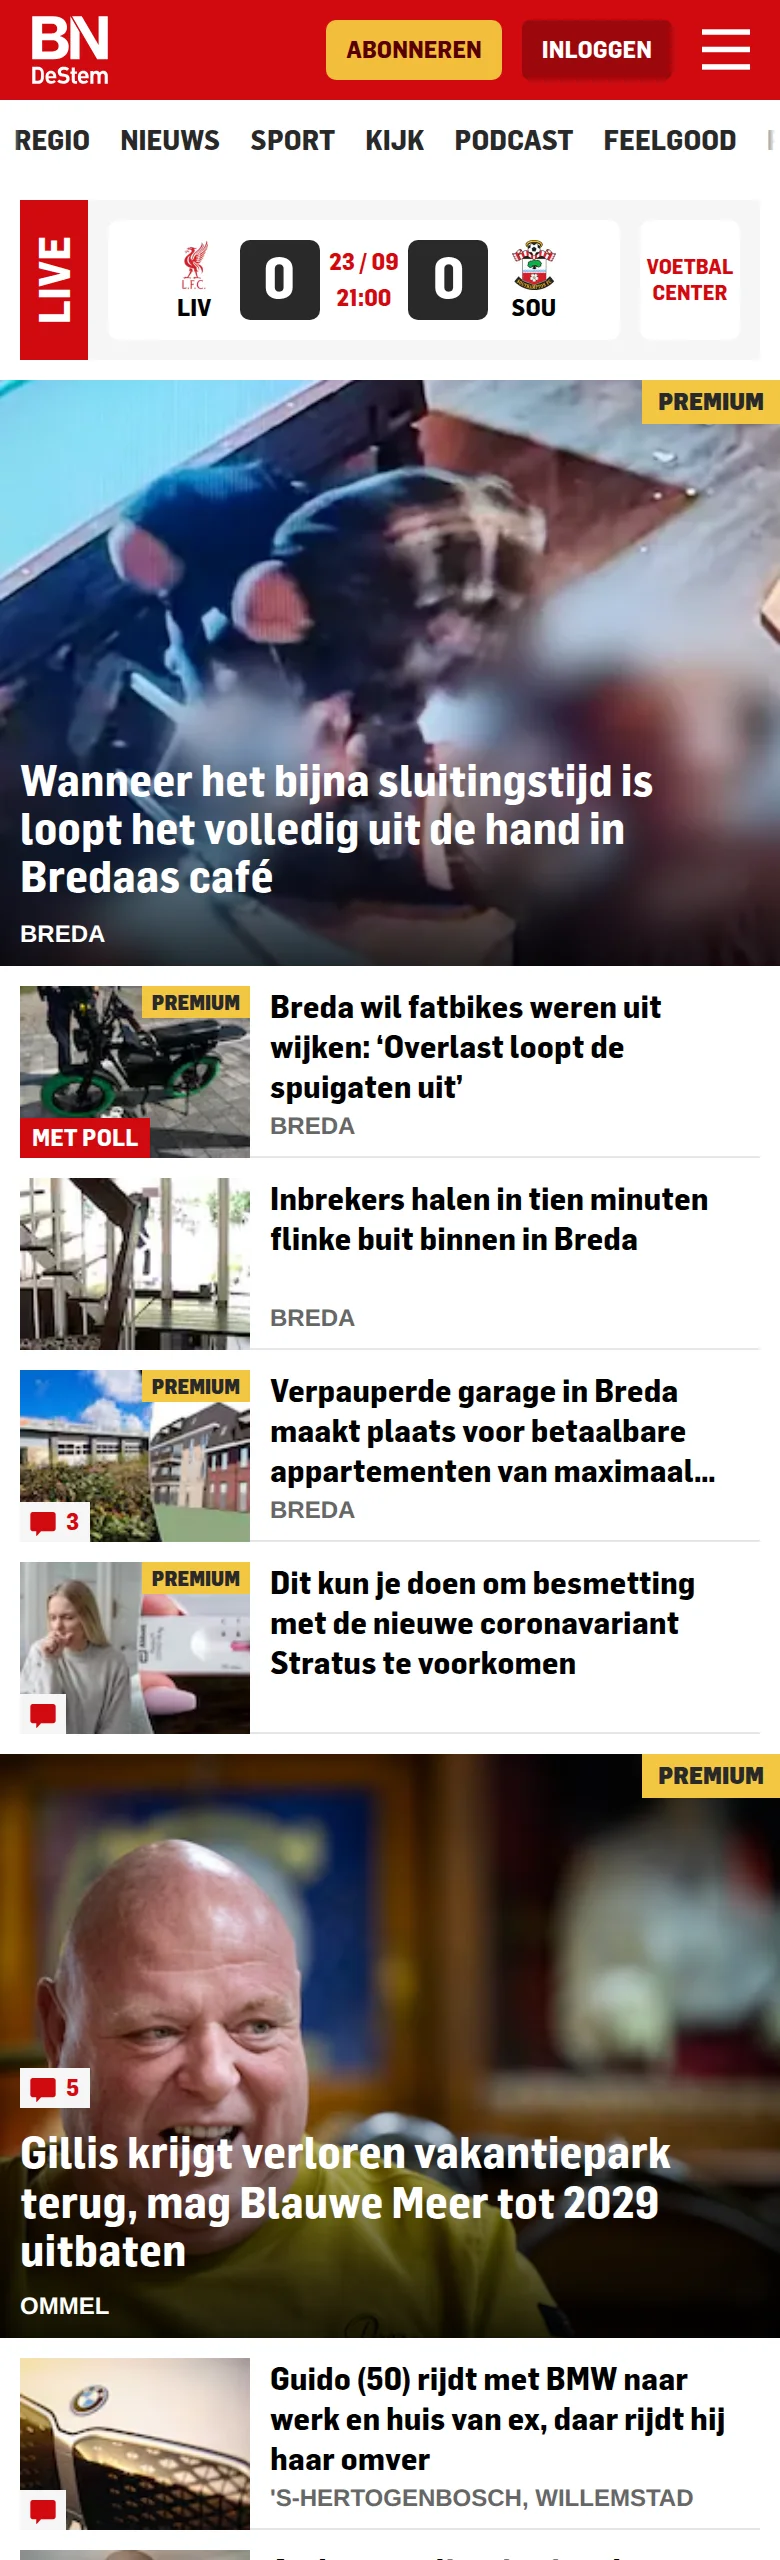 BN
DeStem
ABONNEREN
INLOGGEN
REGIO NIEUWS SPORT KIJK PODCAST FEELGOOD
LIVE
L.F.C.
LIV
0
23 / 09
21:00
0
SOU
VOETBAL
CENTER
PREMIUM
Wanneer het bijna sluitingstijd is
loopt het volledig uit de hand in
Bredaas café
BREDA
PREMIUM
MET POLL
Breda wil fatbikes weren uit
wijken: ‘Overlast loopt de
spuigaten uit’
BREDA
Inbrekers halen in tien minuten
flinke buit binnen in Breda
BREDA
PREMIUM
3
Verpauperde garage in Breda
maakt plaats voor betaalbare
appartementen van maximaal...
BREDA
PREMIUM
Dit kun je doen om besmetting
met de nieuwe coronavariant
Stratus te voorkomen
PREMIUM
5
Gillis krijgt verloren vakantiepark
terug, mag Blauwe Meer tot 2029
uitbaten
OMMEL
Guido (50) rijdt met BMW naar
werk en huis van ex, daar rijdt hij
haar omver
'S-HERTOGENBOSCH, WILLEMSTAD